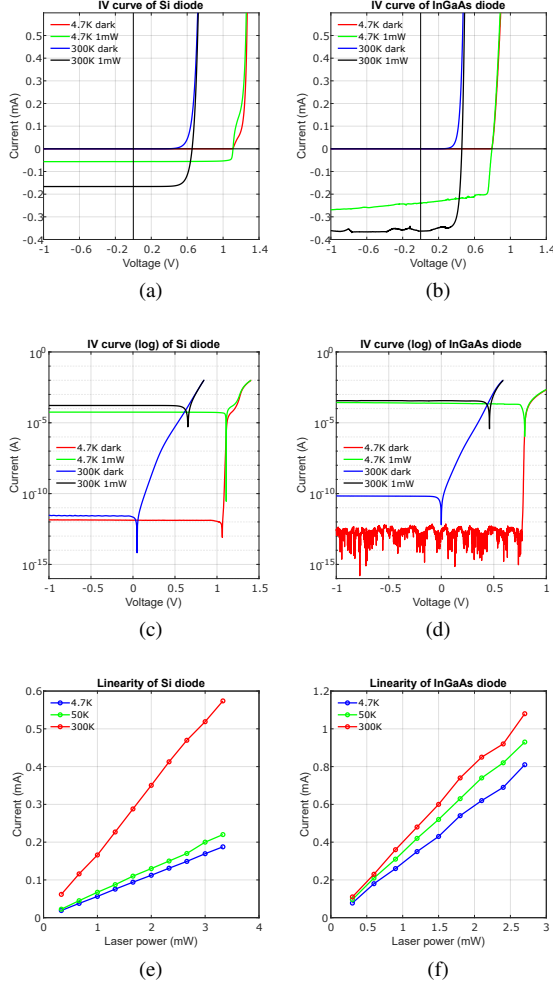 IV curve of Si diode
4.7K dark
4.7K 1mW
300K dark
300K 1mW
Current (mA)
0.5
0.4
0.3
0.2
0.1
0
-0.1
-0.2
-0.3
-0.4
-1 -0.6 -0.2 0.2 0.6 1 1.4
Voltage (V)
(a)
IV curve of InGaAs diode
4.7K dark
4.7K 1mW
300K dark
300K 1mW
Current (mA)
0.5
0.4
0.3
0.2
0.1
0
-0.1
-0.2
-0.3
-0.4
-1 -0.6 -0.2 0.2 0.6 1 1.4
Voltage (V)
(b)
IV curve (log) of Si diode
Current (A)
10^0
10^-5
10^-10
10^-15
4.7K dark
4.7K 1mW
300K dark
300K 1mW
-1 -0.5 0 0.5 1 1.5
Voltage (V)
(c)
IV curve (log) of InGaAs diode
Current (A)
10^0
10^-5
10^-10
10^-15
4.7K dark
4.7K 1mW
300K dark
300K 1mW
-1 -0.5 0 0.5 1
Voltage (V)
(d)
Linearity of Si diode
4.7K
50K
300K
Current (mA)
0.6
0.5
0.4
0.3
0.2
0.1
0
0 1 2 3 4
Laser power (mW)
(e)
Linearity of InGaAs diode
4.7K
50K
300K
Current (mA)
1.2
1
0.8
0.6
0.4
0.2
0
0 0.5 1 1.5 2 2.5 3
Laser power (mW)
(f)